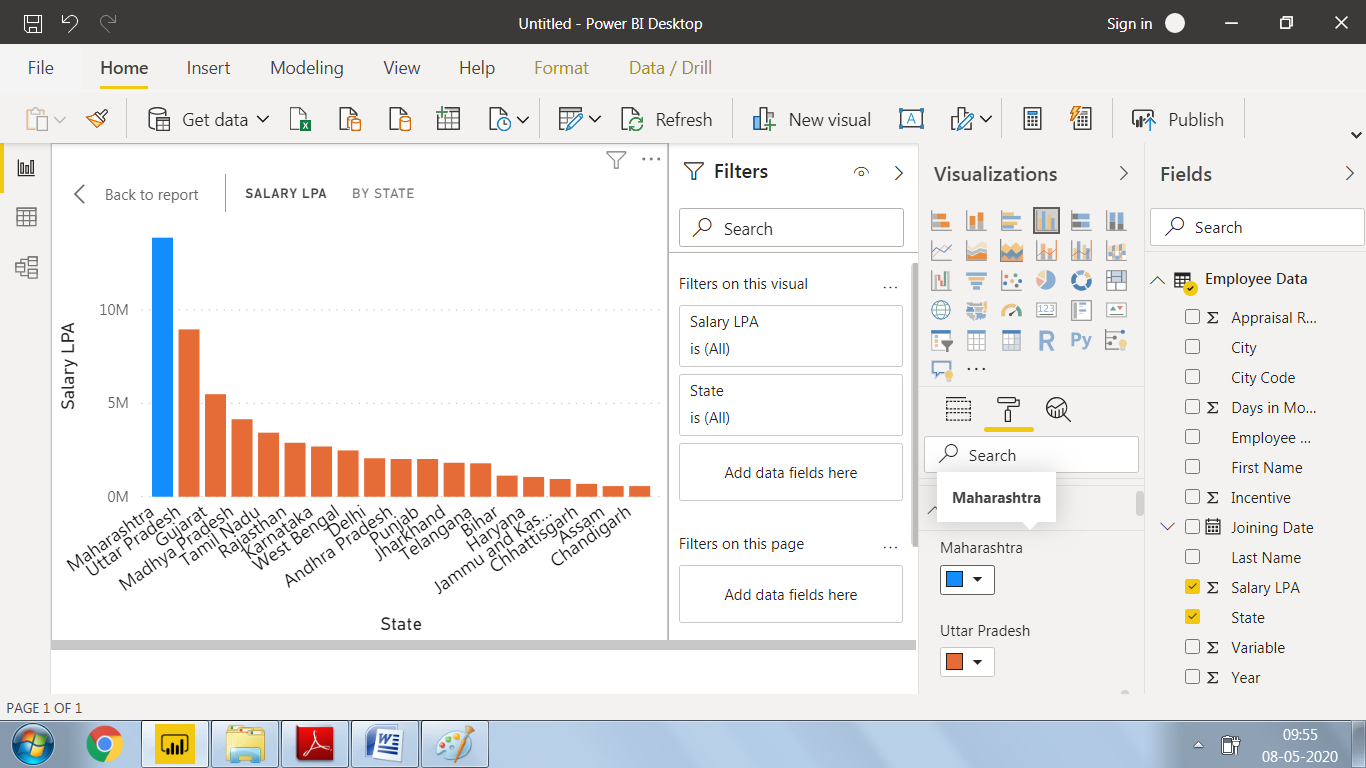 Untitled - Power BI Desktop
Sign in
File Home Insert Modeling View Help Format Data / Drill
Get data Refresh New visual A Publish
Back to report SALARY LPA BY STATE
10M
5M
0M
Salary LPA
Maharashtra
Uttar Pradesh
Gujarat
Madhya Pradesh
Tamil Nadu
Rajasthan
Karnataka
West Bengal
Delhi
Andhra Pradesh
Punjab
Jharkhand
Telangana
Bihar
Haryana
Jammu and Kas...
Chhattisgarh
Assam
Chandigarh
State
Filters
Search
Filters on this visual ...
Salary LPA
is (All)
State
is (All)
Add data fields here
Filters on this page ...
Add data fields here
Visualizations
123
R Py
...
Search
Maharashtra
Maharashtra
Uttar Pradesh
Fields
Search
Employee Data
Σ Appraisal R...
City
City Code
Σ Days in Mo...
Employee ...
First Name
Σ Incentive
Joining Date
Last Name
Σ Salary LPA
State
Σ Variable
Σ Year
PAGE 1 OF 1
W
09:55
08-05-2020